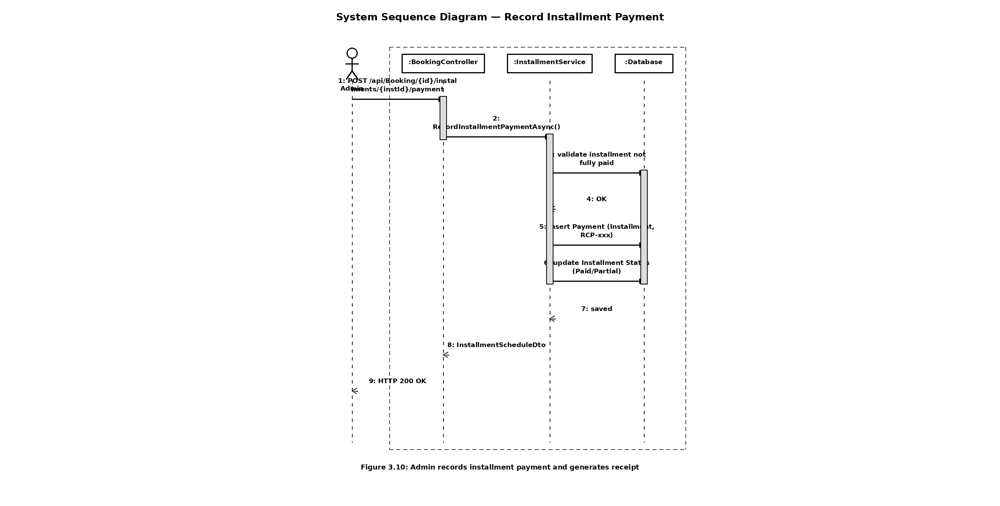 System Sequence Diagram — Record Installment Payment
:BookingController
:InstallmentService
:Database
1: POST /api/Booking/{id}/instal
lments/{instId}/payment
Admin
2:
RecordInstallmentPaymentAsync()
: validate installment not
fully paid
4: OK
5: insert Payment (Installment,
RCP-xxx)
6: update Installment Status
(Paid/Partial)
7: saved
8: InstallmentScheduleDto
9: HTTP 200 OK
Figure 3.10: Admin records installment payment and generates receipt